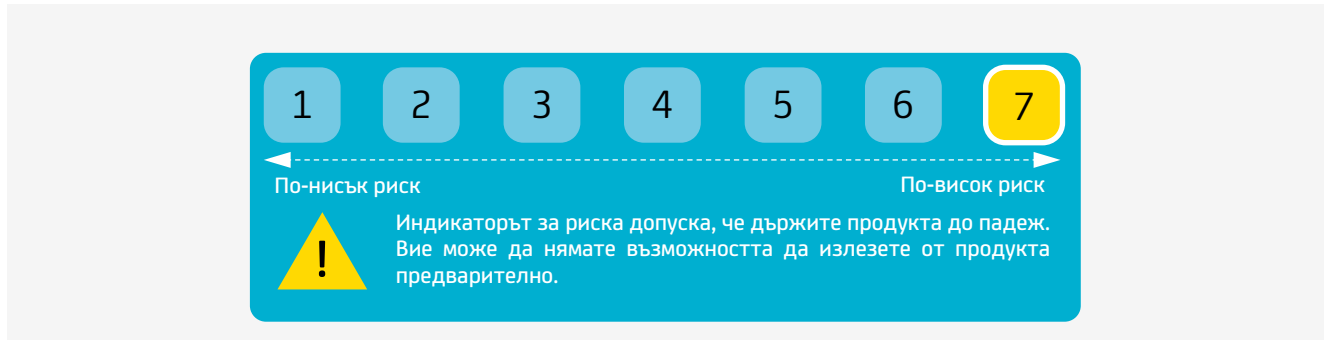 1 2 3 4 5 6 7
По-нисък риск По-висок риск
!
Индикаторът за риска допуска, че държите продукта до падеж.
Вие може да нямате възможността да излезете от продукта
предварително.